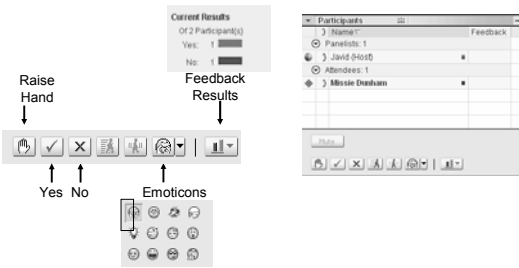 Current Results
Of 2 Participant(s)
Yes: 1
No: 1
Raise
Hand
Feedback
Results
Yes No
Emoticons
Participants
Name
Feedback
Panelists: 1
Javid (Host)
Attendees: 1
Missie Dunham
Mute